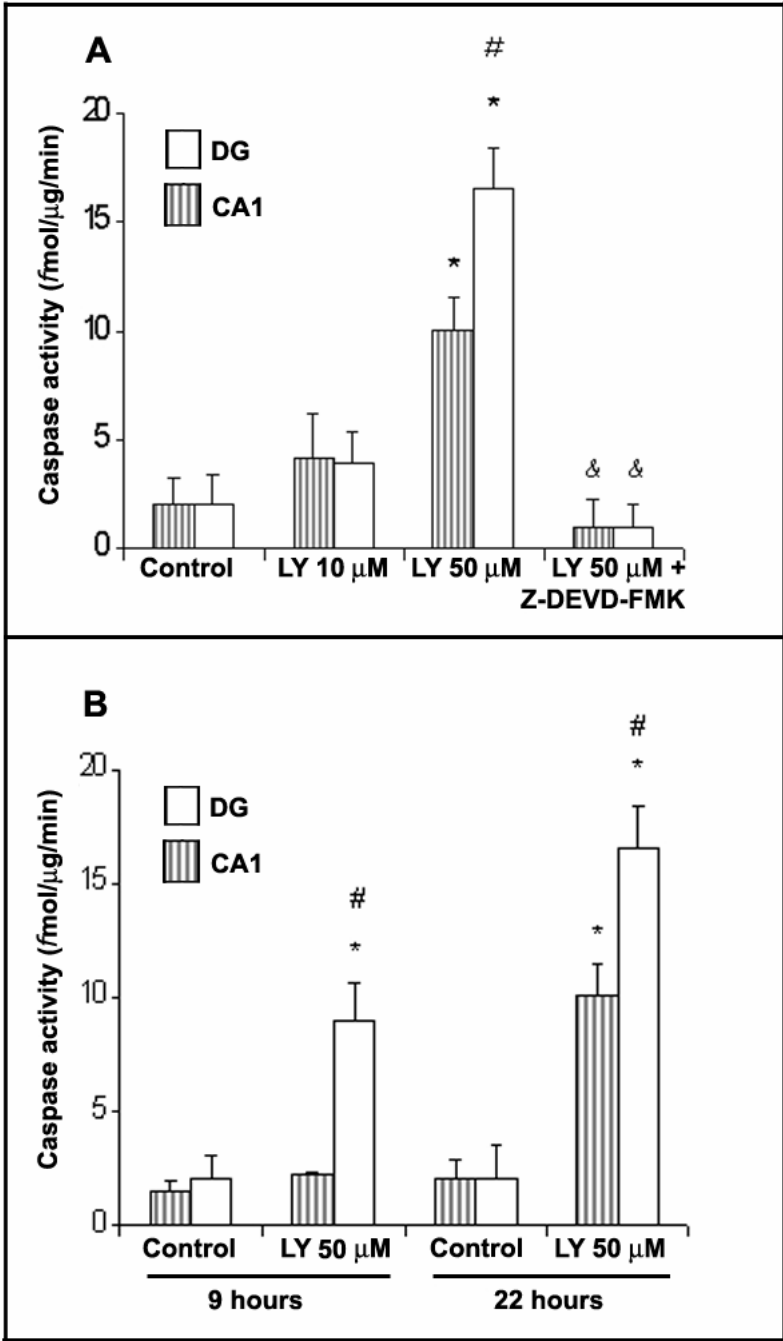 A
#
*
20
DG
CA1
15
*
10
5
& &
0
Caspase activity (fmol/μg/min)
Control LY 10 μM LY 50 μM LY 50 μM +
Z-DEVD-FMK
B
#
*
20
DG
CA1
15
#
*
*
10
5
0
Caspase activity (fmol/μg/min)
Control LY 50 μM Control LY 50 μM
9 hours 22 hours